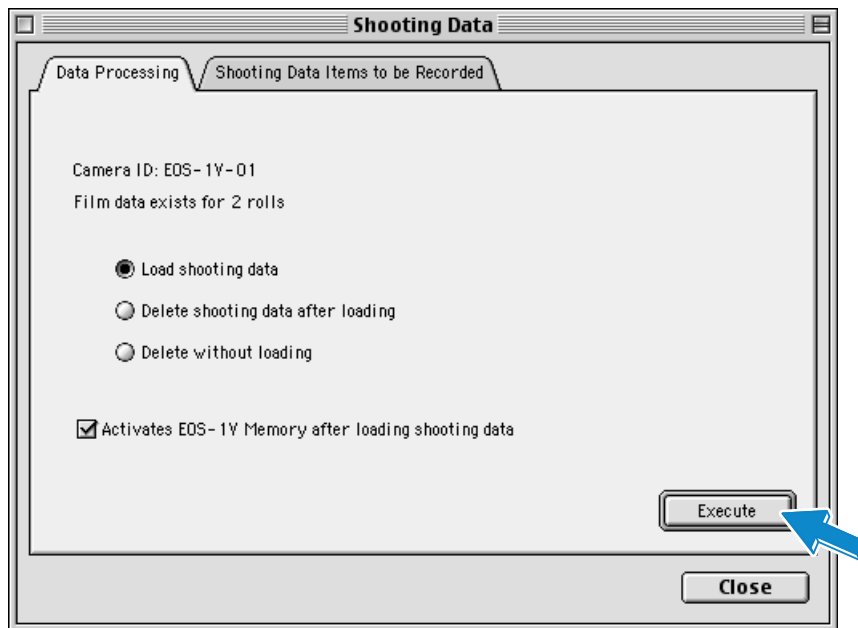 Shooting Data
Data Processing
Shooting Data Items to be Recorded
Camera ID: EOS-1V-01
Film data exists for 2 rolls
Load shooting data
Delete shooting data after loading
Delete without loading
Activates EOS-1V Memory after loading shooting data
Execute
Close